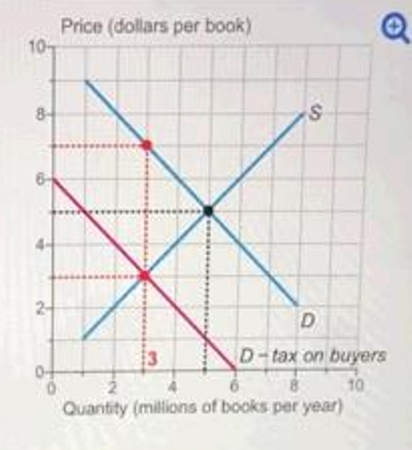 Price (dollars per book)
10
8
S
6
4
2
D
3
D – tax on buyers
0
0 2 4 6 8 10
Quantity (millions of books per year)